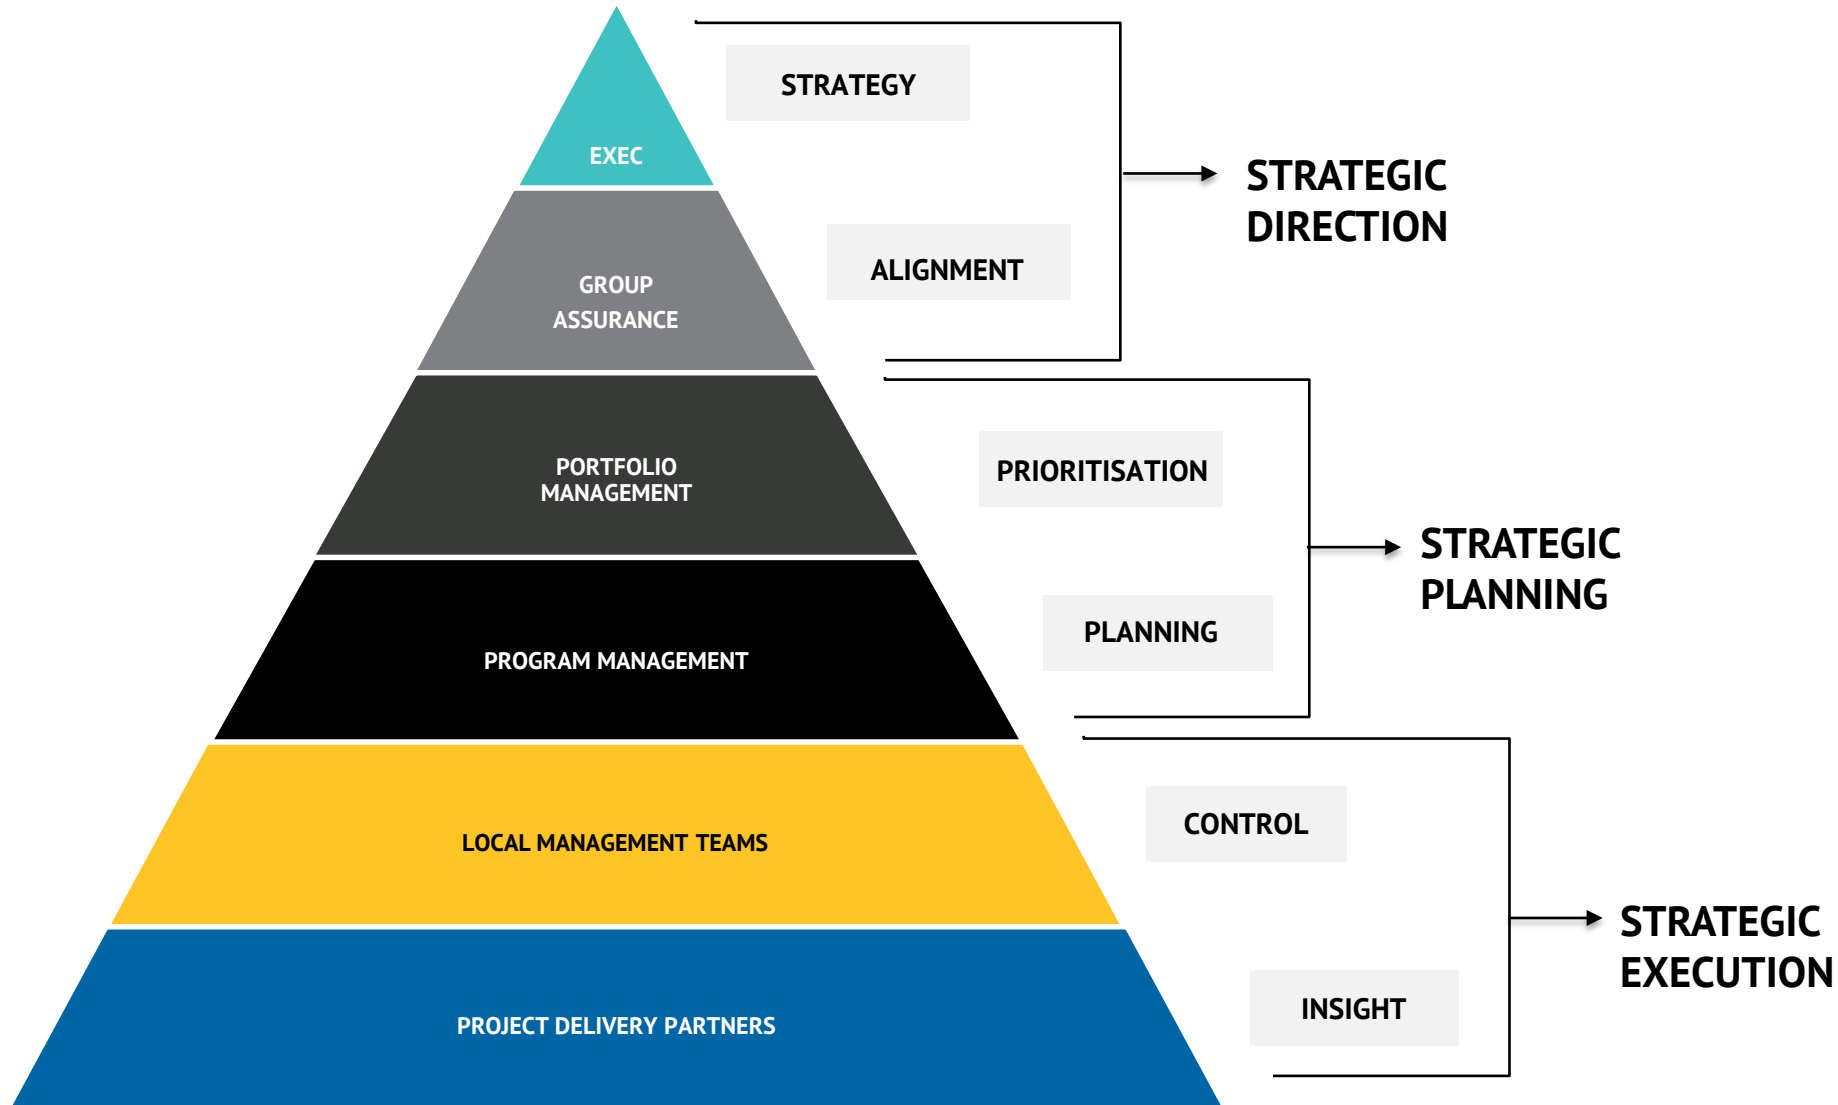 STRATEGY
EXEC
STRATEGIC
DIRECTION
ALIGNMENT
GROUP
ASSURANCE
PRIORITISATION
PORTFOLIO
MANAGEMENT
STRATEGIC
PLANNING
PLANNING
PROGRAM MANAGEMENT
CONTROL
LOCAL MANAGEMENT TEAMS
STRATEGIC
EXECUTION
INSIGHT
PROJECT DELIVERY PARTNERS